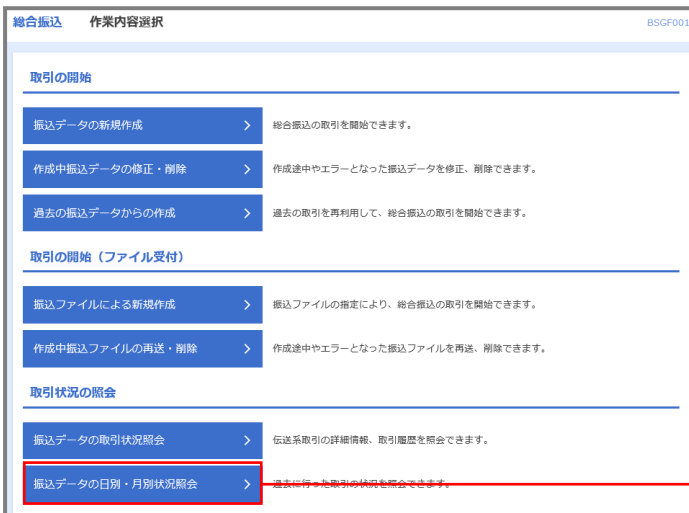 総合振込 作業内容選択 BSGF001
取引の開始
振込データの新規作成 総合振込の取引を開始できます。
作成中振込データの修正・削除 作成途中やエラーとなった振込データを修正、削除できます。
過去の振込データからの作成 過去の取引を再利用して、総合振込の取引を開始できます。
取引の開始（ファイル受付）
振込ファイルによる新規作成 振込ファイルの指定により、総合振込の取引を開始できます。
作成中振込ファイルの再送・削除 作成途中やエラーとなった振込ファイルを再送、削除できます。
取引状況の照会
振込データの取引状況照会 伝送系取引の詳細情報、取引履歴を照会できます。
振込データの日別・月別状況照会 過去に行った取引の状況を照会できます。